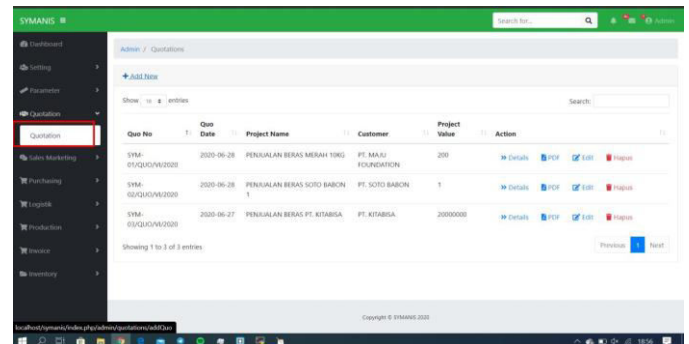 SYMANIS
Search for...
Admin
Dashboard
Setting
Parameter
Quotation
Quotation
Sales Marketing
Purchasing
Logistik
Production
Invoice
Inventory
Admin / Quotations
Add New
Show 10 entries
Search:
Quo No Quo Date Project Name Customer Project Value Action
SYM-01/QUO/VI/2020 2020-06-28 PENJUALAN BERAS MERAH 10KG PT. MAJU FOUNDATION 200 Details PDF Edit Hapus
SYM-02/QUO/VI/2020 2020-06-28 PENJUALAN BERAS SOTO BABON 1 PT. SOTO BABON 1 Details PDF Edit Hapus
SYM-03/QUO/VI/2020 2020-06-27 PENJUALAN BERAS PT. KITABISA PT. KITABISA 20000000 Details PDF Edit Hapus
Showing 1 to 3 of 3 entries
Previous 1 Next
Copyright © SYMANIS 2020
localhost/symanis/index.php/admin/quotations/addQuo
18:56